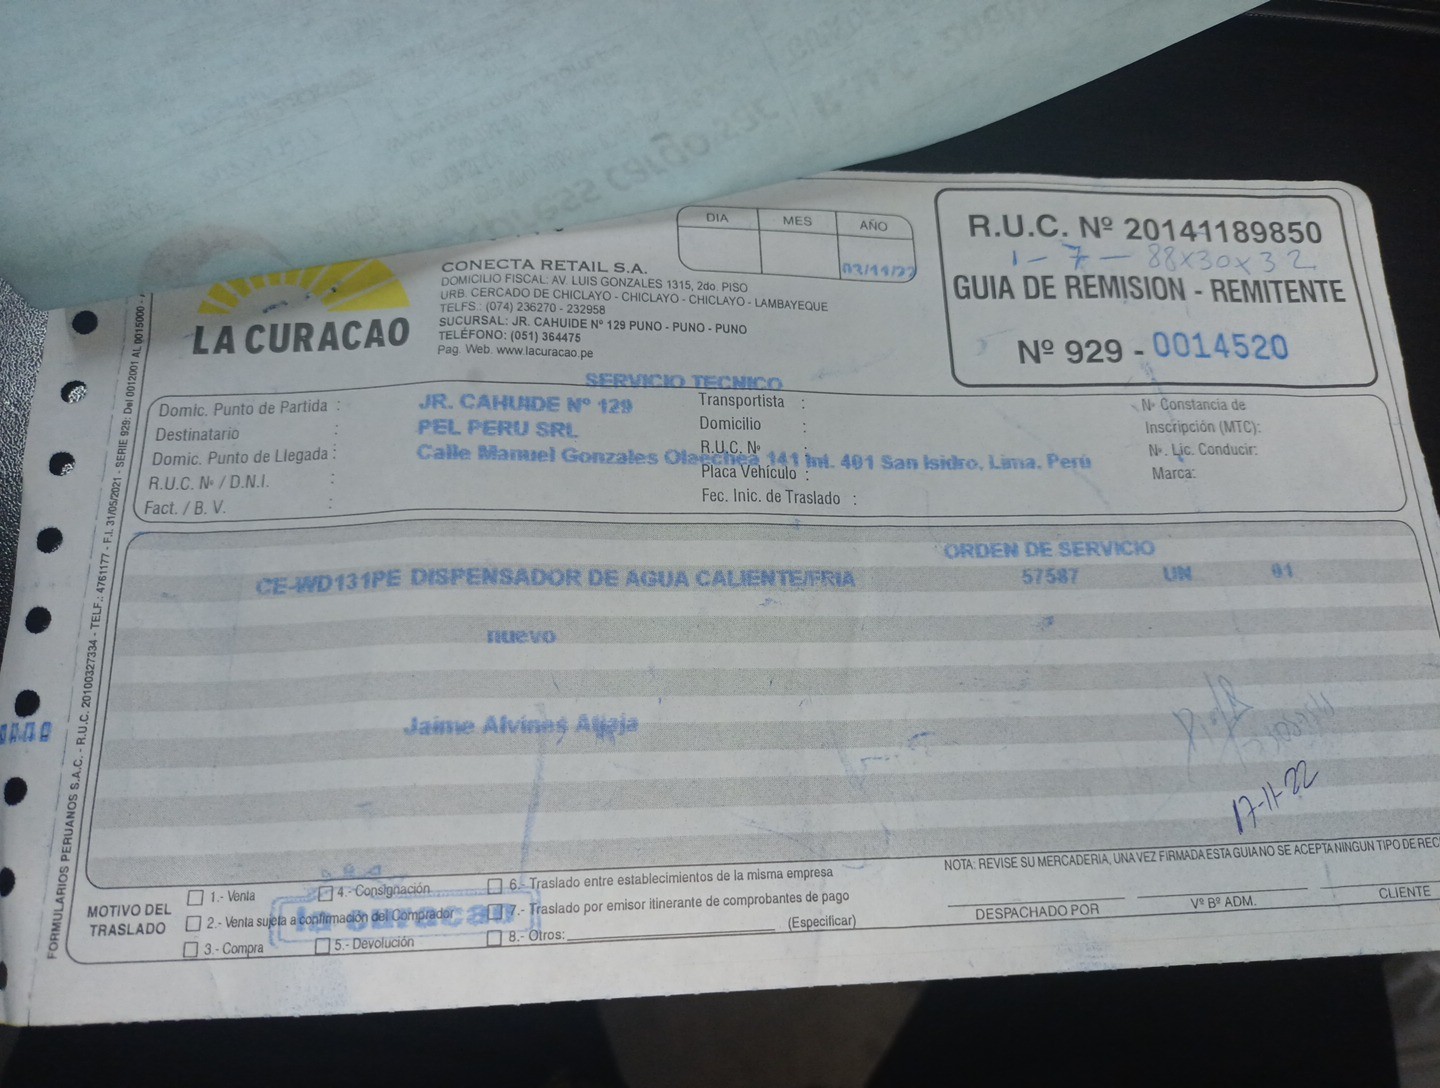 DIA MES AÑO
03/11/22
R.U.C. Nº 20141189850
1 - 7 - 88x30x32
GUIA DE REMISIÓN - REMITENTE
Nº 929 - 0014520
LA CURACAO
CONECTA RETAIL S.A.
DOMICILIO FISCAL: AV. LUIS GONZALES 1315, 2do. PISO
URB. CERCADO DE CHICLAYO - CHICLAYO - CHICLAYO - LAMBAYEQUE
TELFS.: (074) 236270 - 232958
SUCURSAL: JR. CAHUIDE Nº 129 PUNO - PUNO - PUNO
TELÉFONO: (051) 364475
Pag. Web. www.lacuracao.pe
SERVICIO TECNICO
Domic. Punto de Partida : JR. CAHUIDE Nº 129
Destinatario : PEL PERU SRL
Domic. Punto de Llegada : Calle Manuel Gonzales Olaechea 141 Int. 401 San Isidro, Lima, Perú
R.U.C. Nº / D.N.I. :
Fact. / B. V. :
Transportista :
Domicilio :
R.U.C. Nº
Placa Vehículo :
Fec. Inic. de Traslado :
Nº Constancia de
Inscripción (MTC):
Nº. Lic. Conducir:
Marca:
ORDEN DE SERVICIO
CE-WD131PE DISPENSADOR DE AGUA CALIENTE/FRIA 57587 UN 01
nuevo
Jaime Alvines
17-11-22
NOTA: REVISE SU MERCADERIA, UNA VEZ FIRMADA ESTA GUIA NO SE ACEPTA NINGUN TIPO DE REC
MOTIVO DEL
TRASLADO
1.- Venta
2.- Venta sujeta a confirmación del Comprador
3.- Compra
4.- Consignación
5.- Devolución
6.- Traslado entre establecimientos de la misma empresa
7.- Traslado por emisor itinerante de comprobantes de pago
8.- Otros:
(Especificar)
la curacao
DESPACHADO POR
Vº Bº ADM.
CLIENTE
FORMULARIOS PERUANOS S.A.C. - R.U.C. 20100327334 - TELF.: 4761177 - F.I. 31/05/2021 - SERIE 929: Del 0012001 AL 0015000